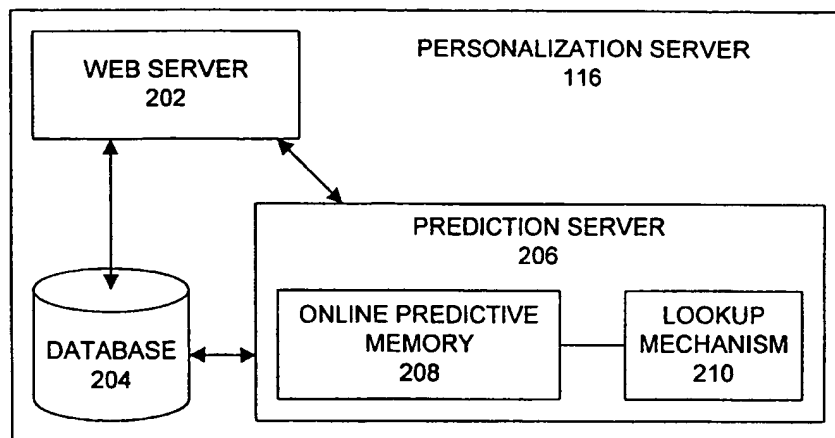 WEB SERVER
202
PERSONALIZATION SERVER
116
PREDICTION SERVER
206
ONLINE PREDICTIVE
MEMORY
208
LOOKUP
MECHANISM
210
DATABASE
204